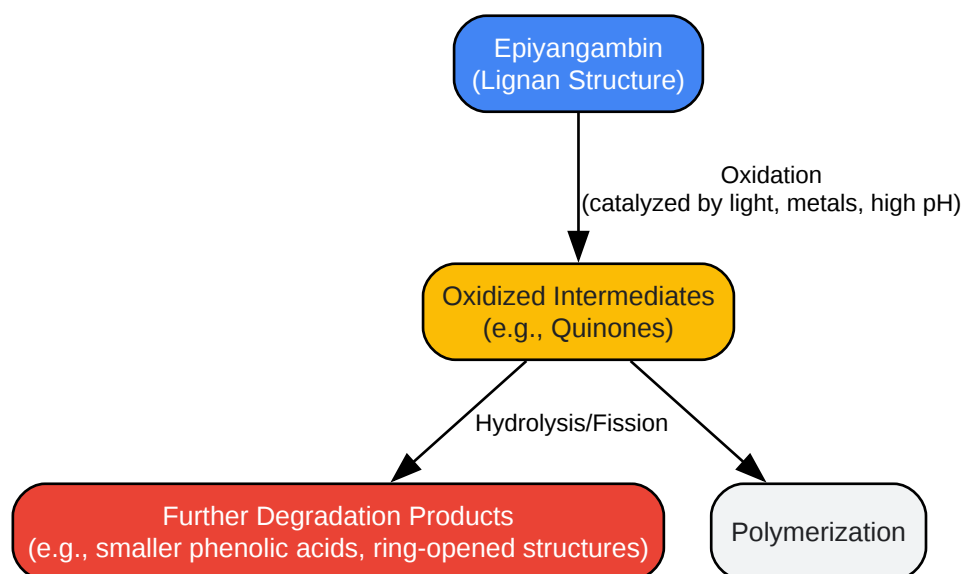 Epiyangambin
(Lignan Structure)
Oxidation
(catalyzed by light, metals, high pH)
Oxidized Intermediates
(e.g., Quinones)
Hydrolysis/Fission
Further Degradation Products
(e.g., smaller phenolic acids, ring-opened structures)
Polymerization